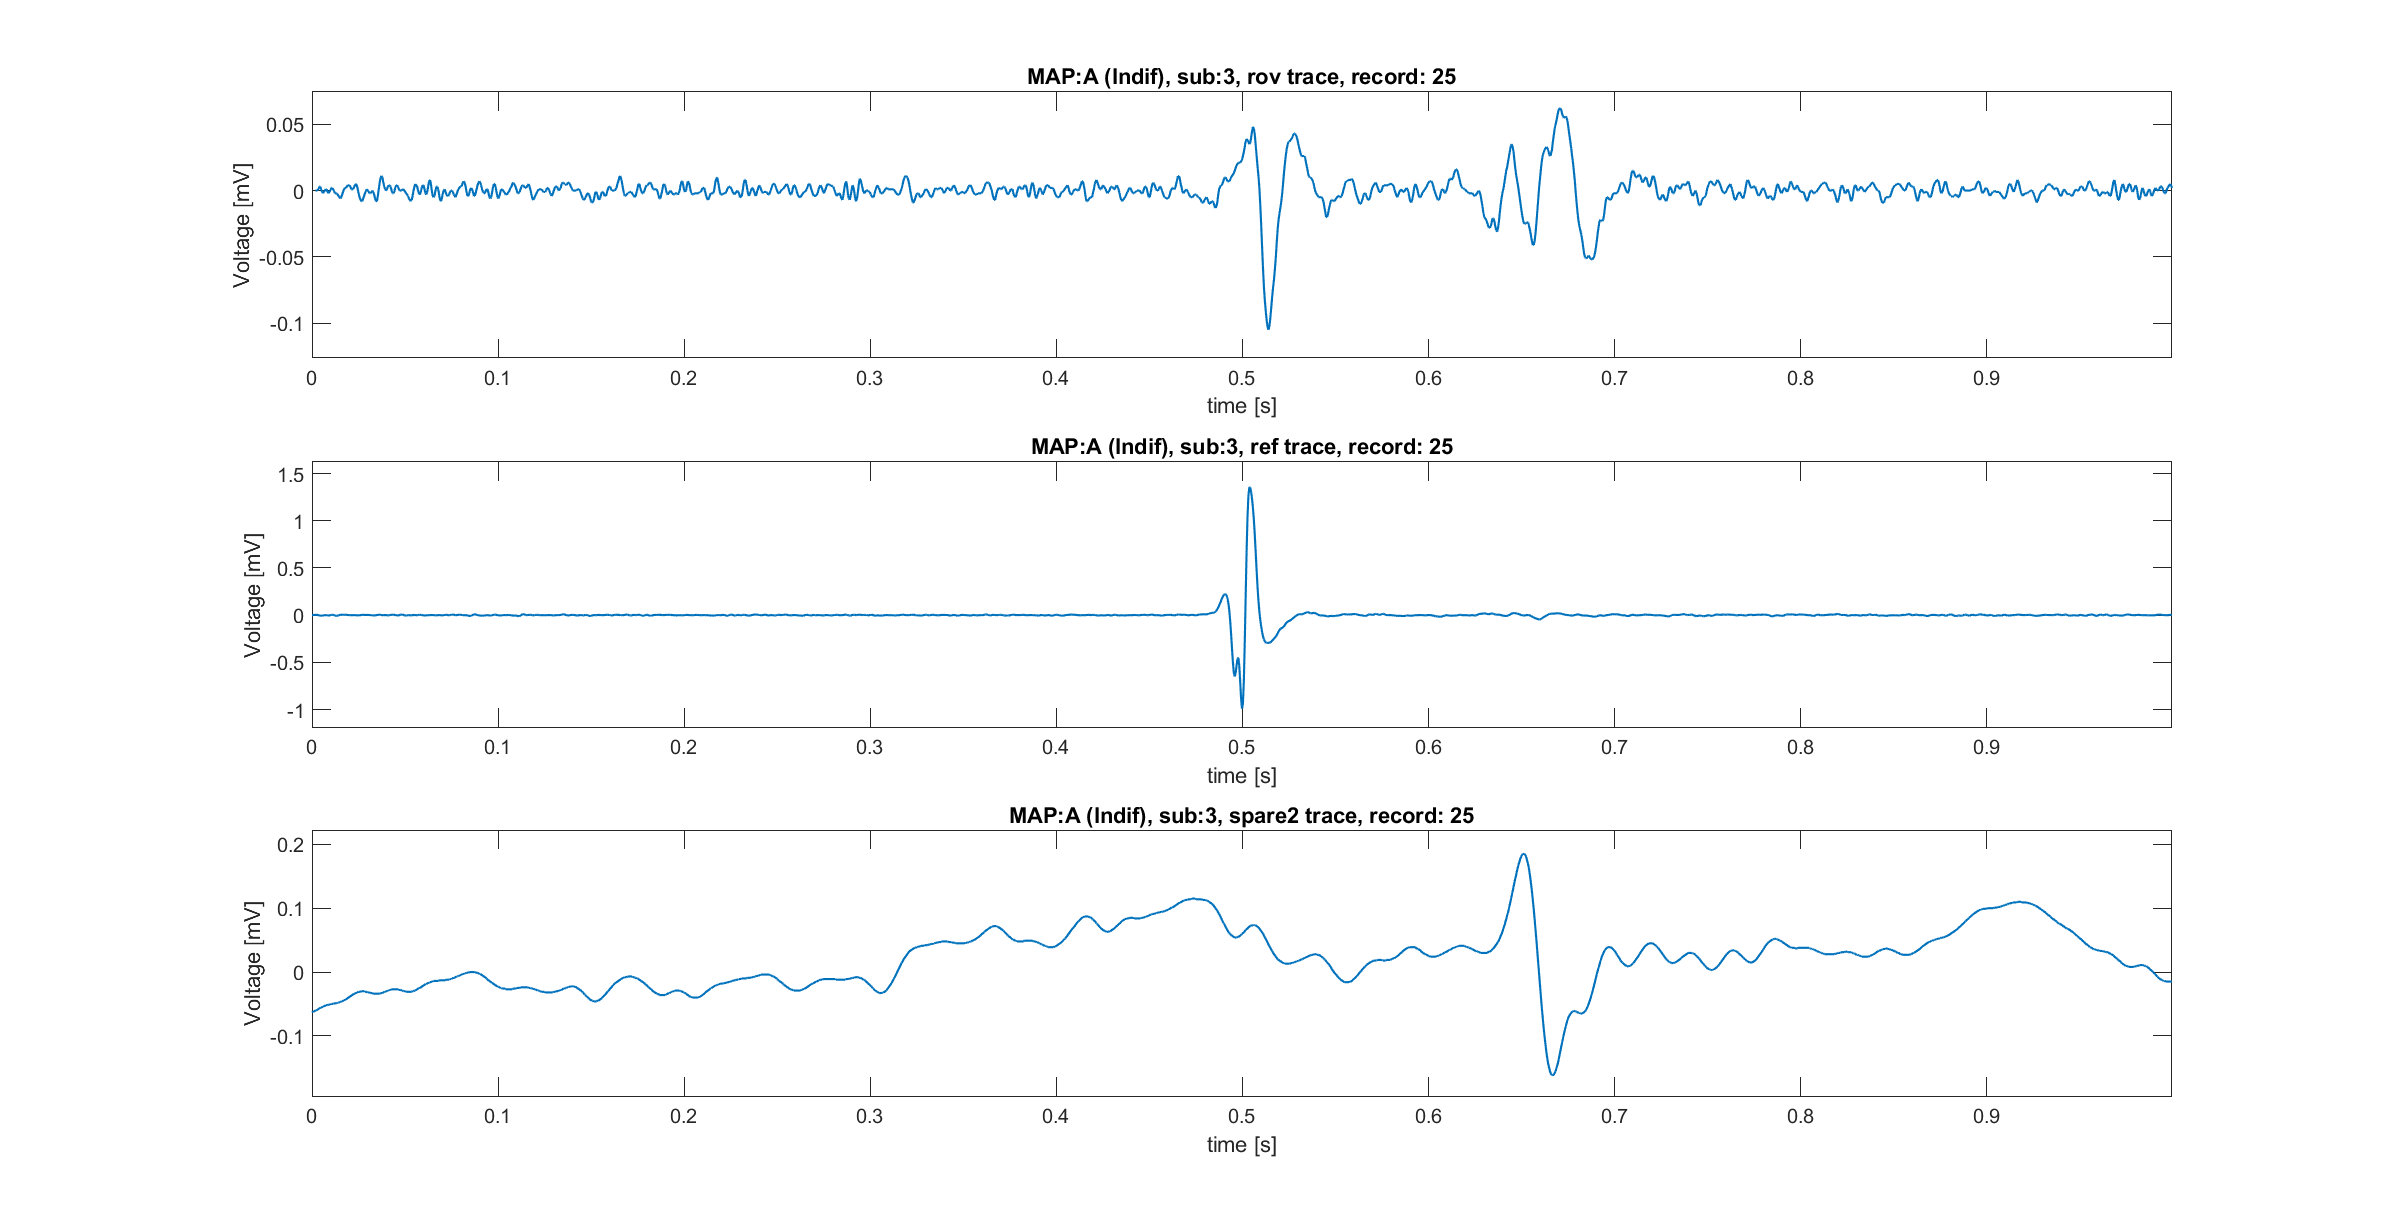 MAP:A (Indif), sub:3, rov trace, record: 25
0.05
0
-0.05
-0.1
Voltage [mV]
0 0.1 0.2 0.3 0.4 0.5 0.6 0.7 0.8 0.9
time [s]
MAP:A (Indif), sub:3, ref trace, record: 25
1.5
1
0.5
0
-0.5
-1
Voltage [mV]
0 0.1 0.2 0.3 0.4 0.5 0.6 0.7 0.8 0.9
time [s]
MAP:A (Indif), sub:3, spare2 trace, record: 25
0.2
0.1
0
-0.1
Voltage [mV]
0 0.1 0.2 0.3 0.4 0.5 0.6 0.7 0.8 0.9
time [s]